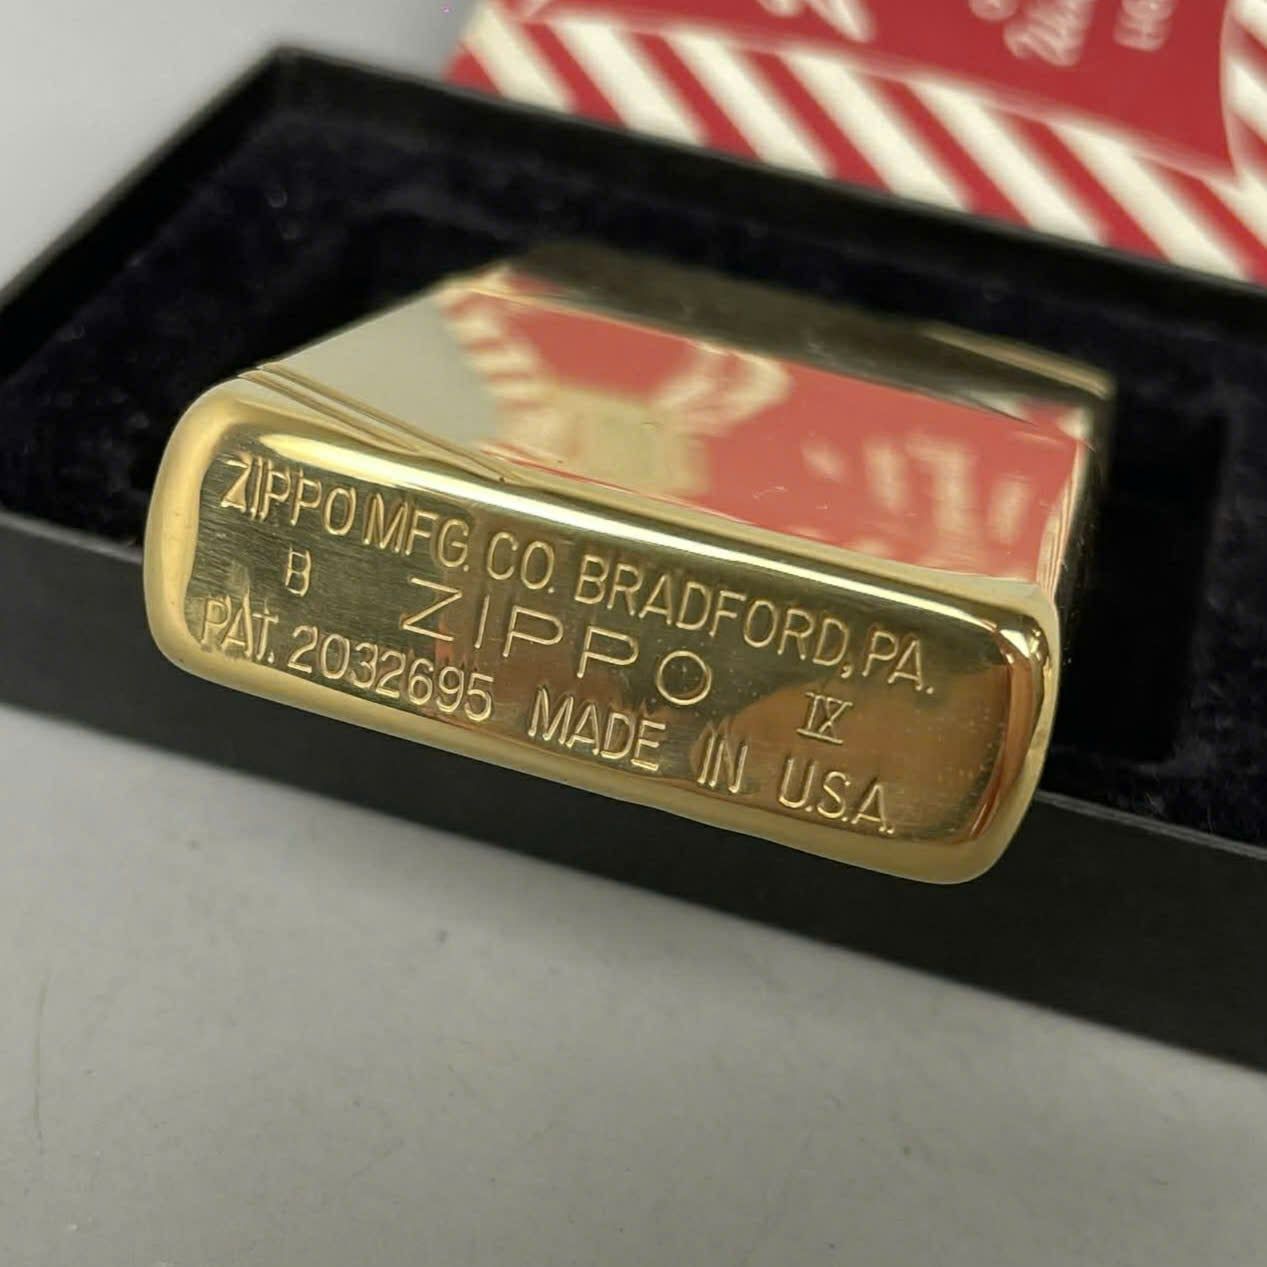 ZIPPO MFG. CO. BRADFORD, PA.
B ZIPPO IX
PAT. 2032695 MADE IN U.S.A.